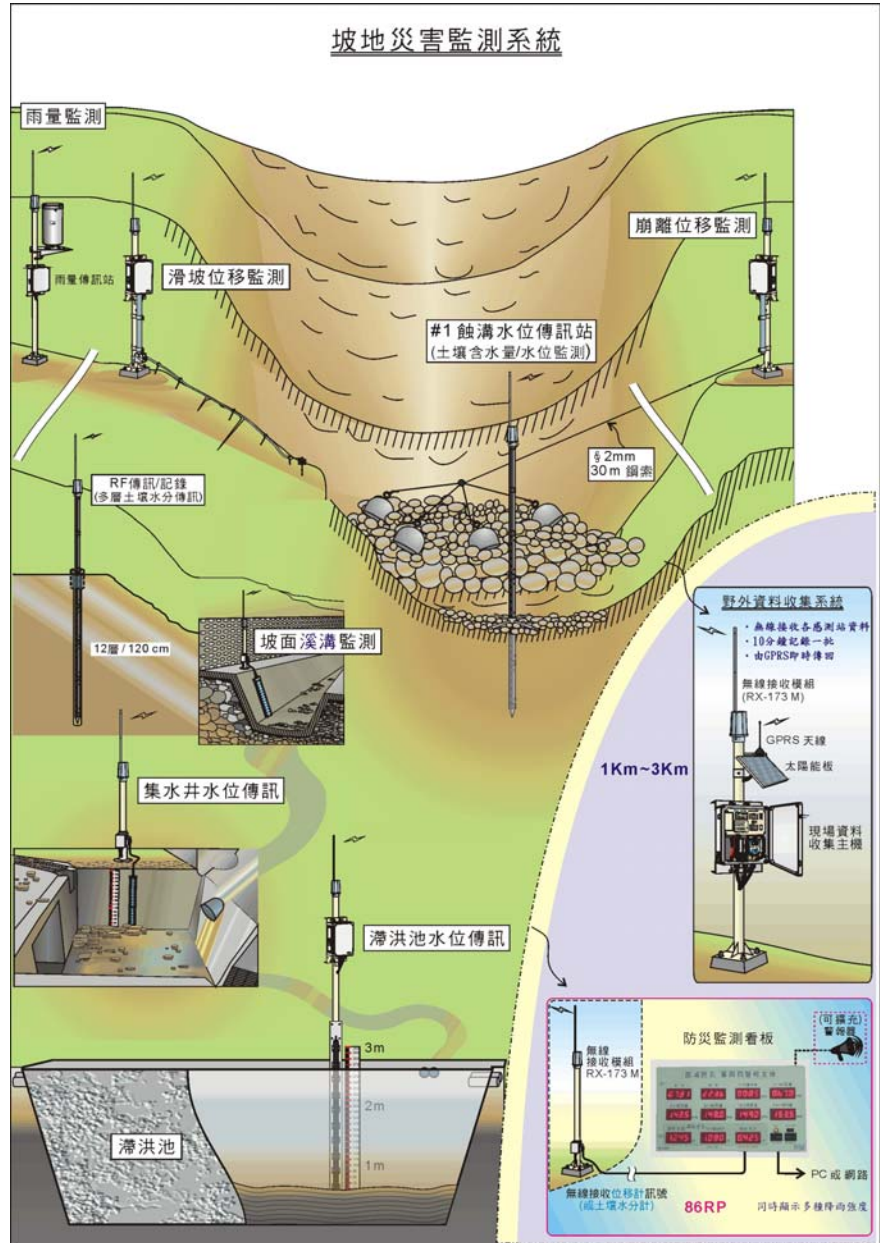 坡地災害監測系統
雨量監測
雨量傳訊站
滑坡位移監測
崩離位移監測
#1 蝕溝水位傳訊站
(土壤含水量/水位監測)
§2mm
30m 鋼索
RF傳訊/記錄
(多層土壤水分傳訊)
12層 / 120 cm
坡面溪溝監測
野外資料收集系統
・無線接收各感測站資料
・10分鐘記錄一批
・由GPRS即時傳回
無線接收模組
(RX-173 M)
GPRS 天線
太陽能板
現場資料
收集主機
1Km~3Km
集水井水位傳訊
滯洪池水位傳訊
3m
2m
1m
滯洪池
防災監測看板
(可擴充)
警報器
無線
接收模組
RX-173 M
PC 或 網路
無線接收位移計訊號
(或土壤水分計)
86RP
同時顯示多種降雨強度